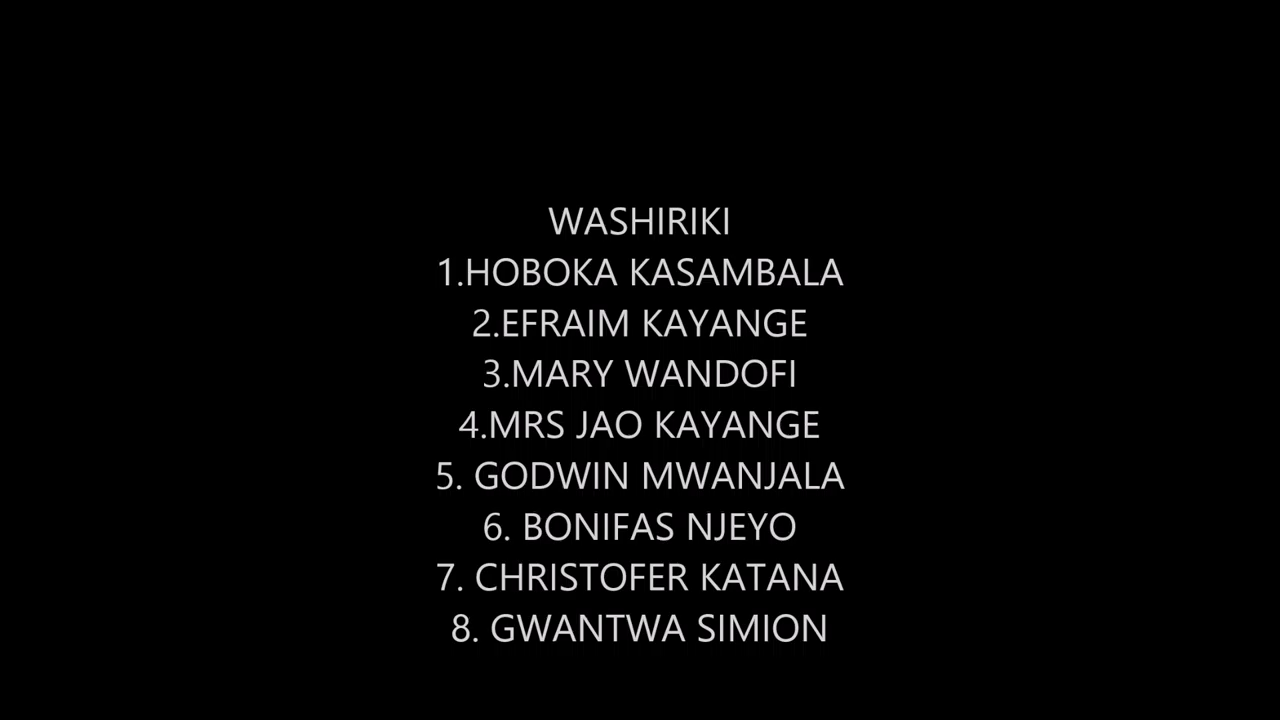 WASHIRIKI
1.HOBOKA KASAMBALA
2.EFRAIM KAYANGE
3.MARY WANDOFI
4.MRS JAO KAYANGE
5. GODWIN MWANJALA
6. BONIFAS NJEYO
7. CHRISTOFER KATANA
8. GWANTWA SIMION